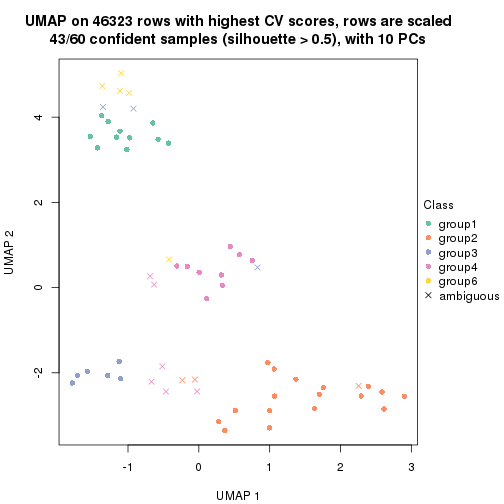 UMAP on 46323 rows with highest CV scores, rows are scaled
43/60 confident samples (silhouette > 0.5), with 10 PCs
4
2
0
-2
UMAP 2
-1
0
1
2
3
UMAP 1
Class
group1
group2
group3
group4
group6
ambiguous